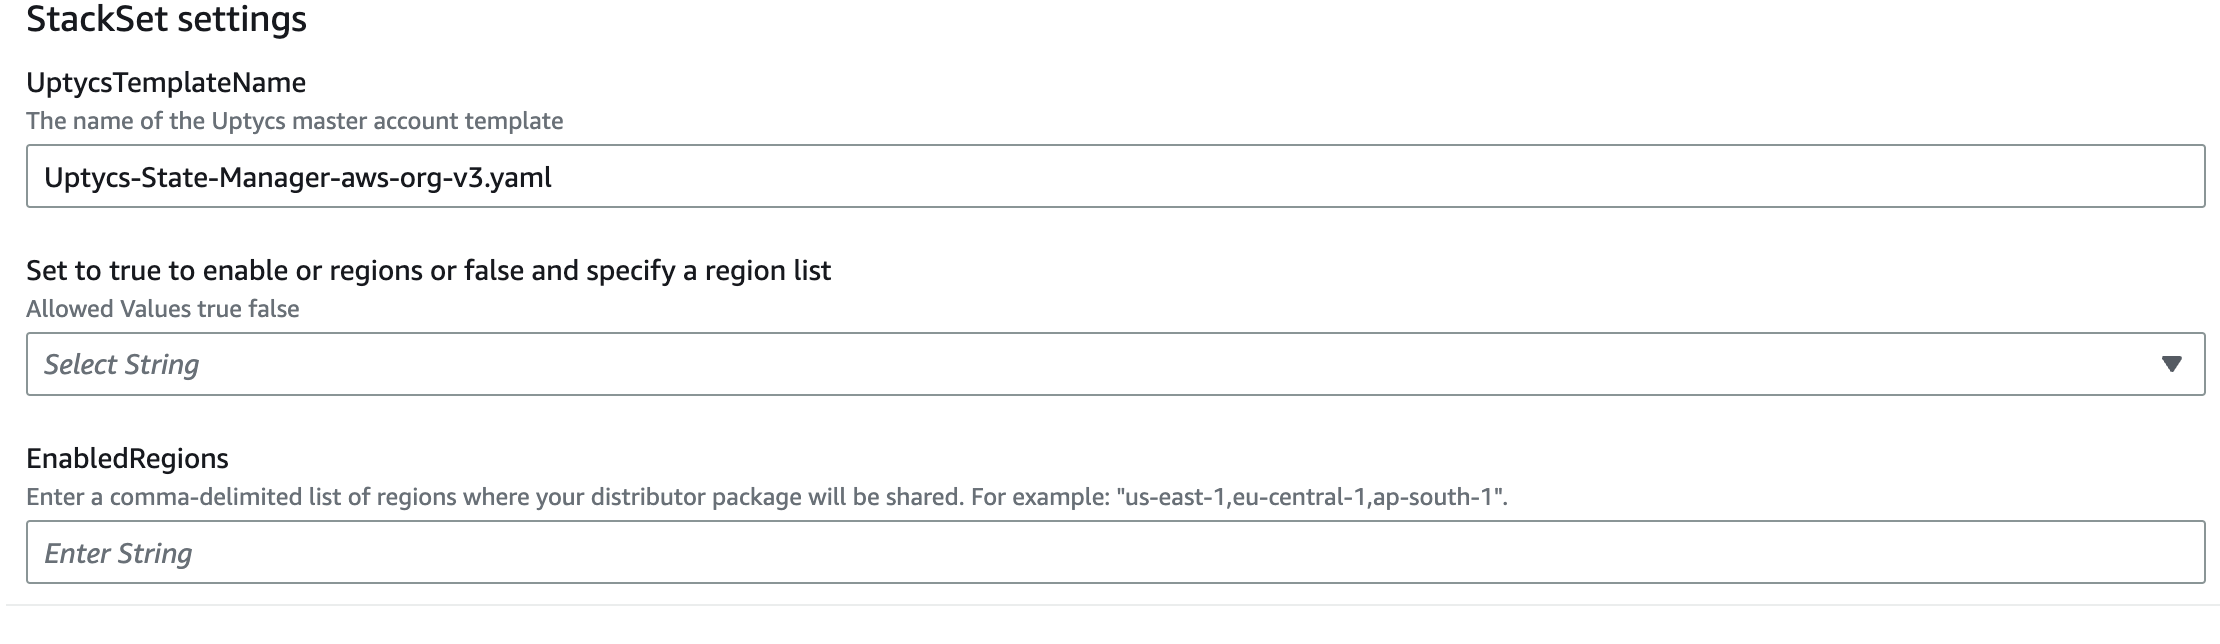 StackSet settings
UptycsTemplateName
The name of the Uptycs master account template
Uptycs-State-Manager-aws-org-v3.yaml
Set to true to enable or regions or false and specify a region list
Allowed Values true false
Select String
EnabledRegions
Enter a comma-delimited list of regions where your distributor package will be shared. For example: "us-east-1,eu-central-1,ap-south-1".
Enter String